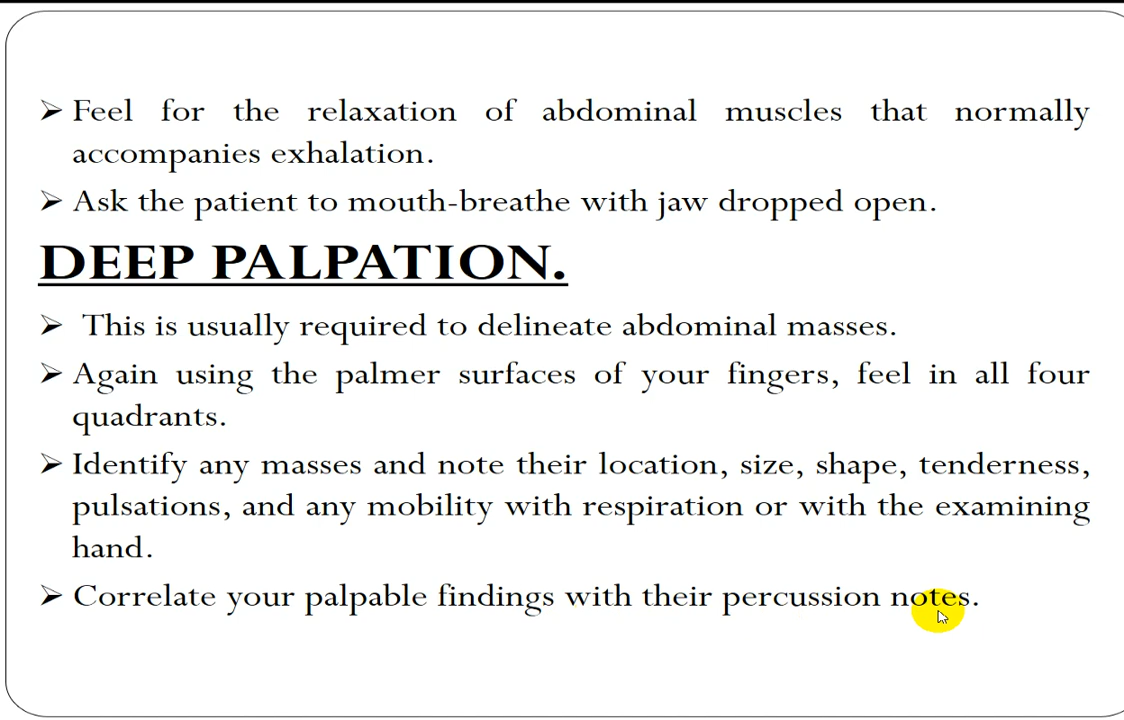 ➢ Feel for the relaxation of abdominal muscles that normally
accompanies exhalation.
➢ Ask the patient to mouth-breathe with jaw dropped open.
DEEP PALPATION.
➢ This is usually required to delineate abdominal masses.
➢ Again using the palmer surfaces of your fingers, feel in all four
quadrants.
➢ Identify any masses and note their location, size, shape, tenderness,
pulsations, and any mobility with respiration or with the examining
hand.
➢ Correlate your palpable findings with their percussion notes.